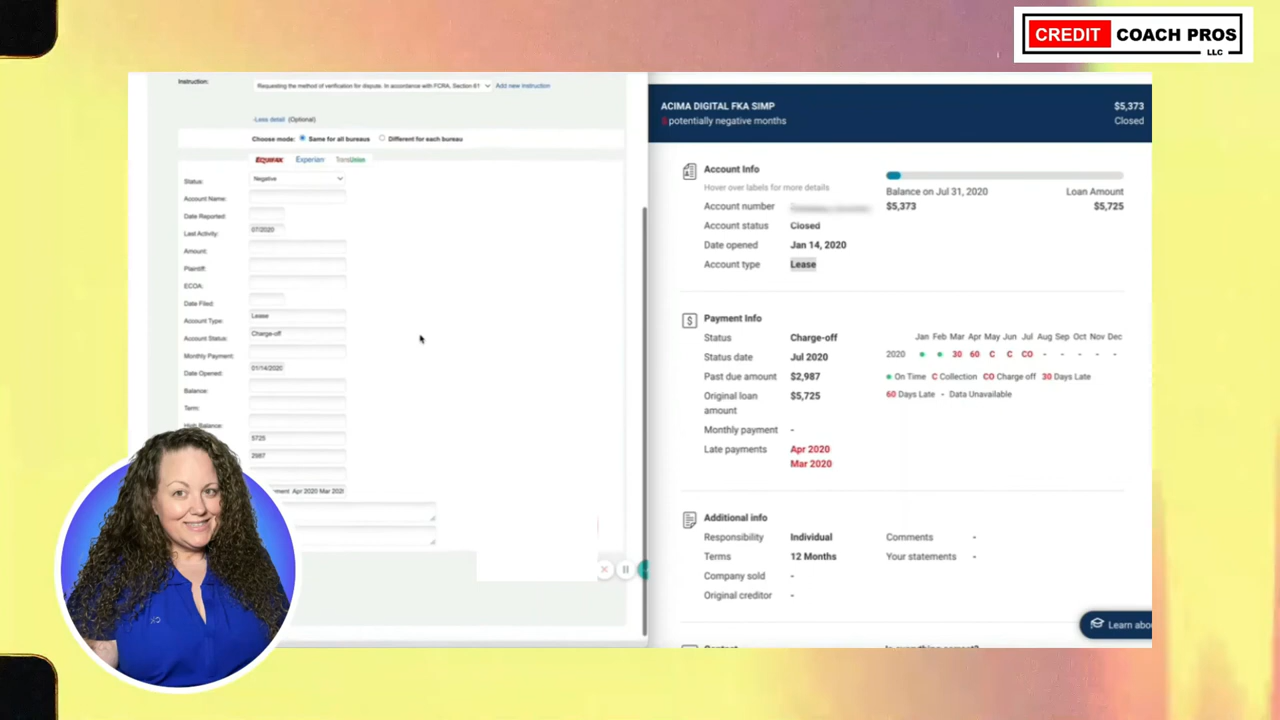 CREDIT COACH PROS
LLC
Instruction:
Requesting the method of verification for dispute. In accordance with FCRA, Section 61
Add new Instruction
-Less detail (Optional)
Choose mode: Same for all bureaus Different for each bureau
EQUIFAX Experian TransUnion
Status: Negative
Account Name:
Date Reported:
Last Activity: 07/2020
Amount:
Plaintiff:
ECOA:
Date Filed:
Account Type: Lease
Account Status: Charge-off
Monthly Payment:
Date Opened: 01/14/2020
Balance:
Term:
High Balance:
5725
2987
Apr 2020 Mar 202
ACIMA DIGITAL FKA SIMP $5,373
potentially negative months Closed
Account Info
Hover over labels for more details
Account number
Account status Closed
Date opened Jan 14, 2020
Account type Lease
Balance on Jul 31, 2020 Loan Amount
$5,373 $5,725
Payment Info
Status Charge-off
Status date Jul 2020
Past due amount $2,987
Original loan amount $5,725
Monthly payment -
Late payments Apr 2020
Mar 2020
Jan Feb Mar Apr May Jun Jul Aug Sep Oct Nov Dec
2020 30 60 C C CO - - - - -
On Time C Collection CO Charge off 30 Days Late
60 Days Late - Data Unavailable
Additional info
Responsibility Individual
Terms 12 Months
Company sold -
Original creditor -
Comments -
Your statements -
Learn abou